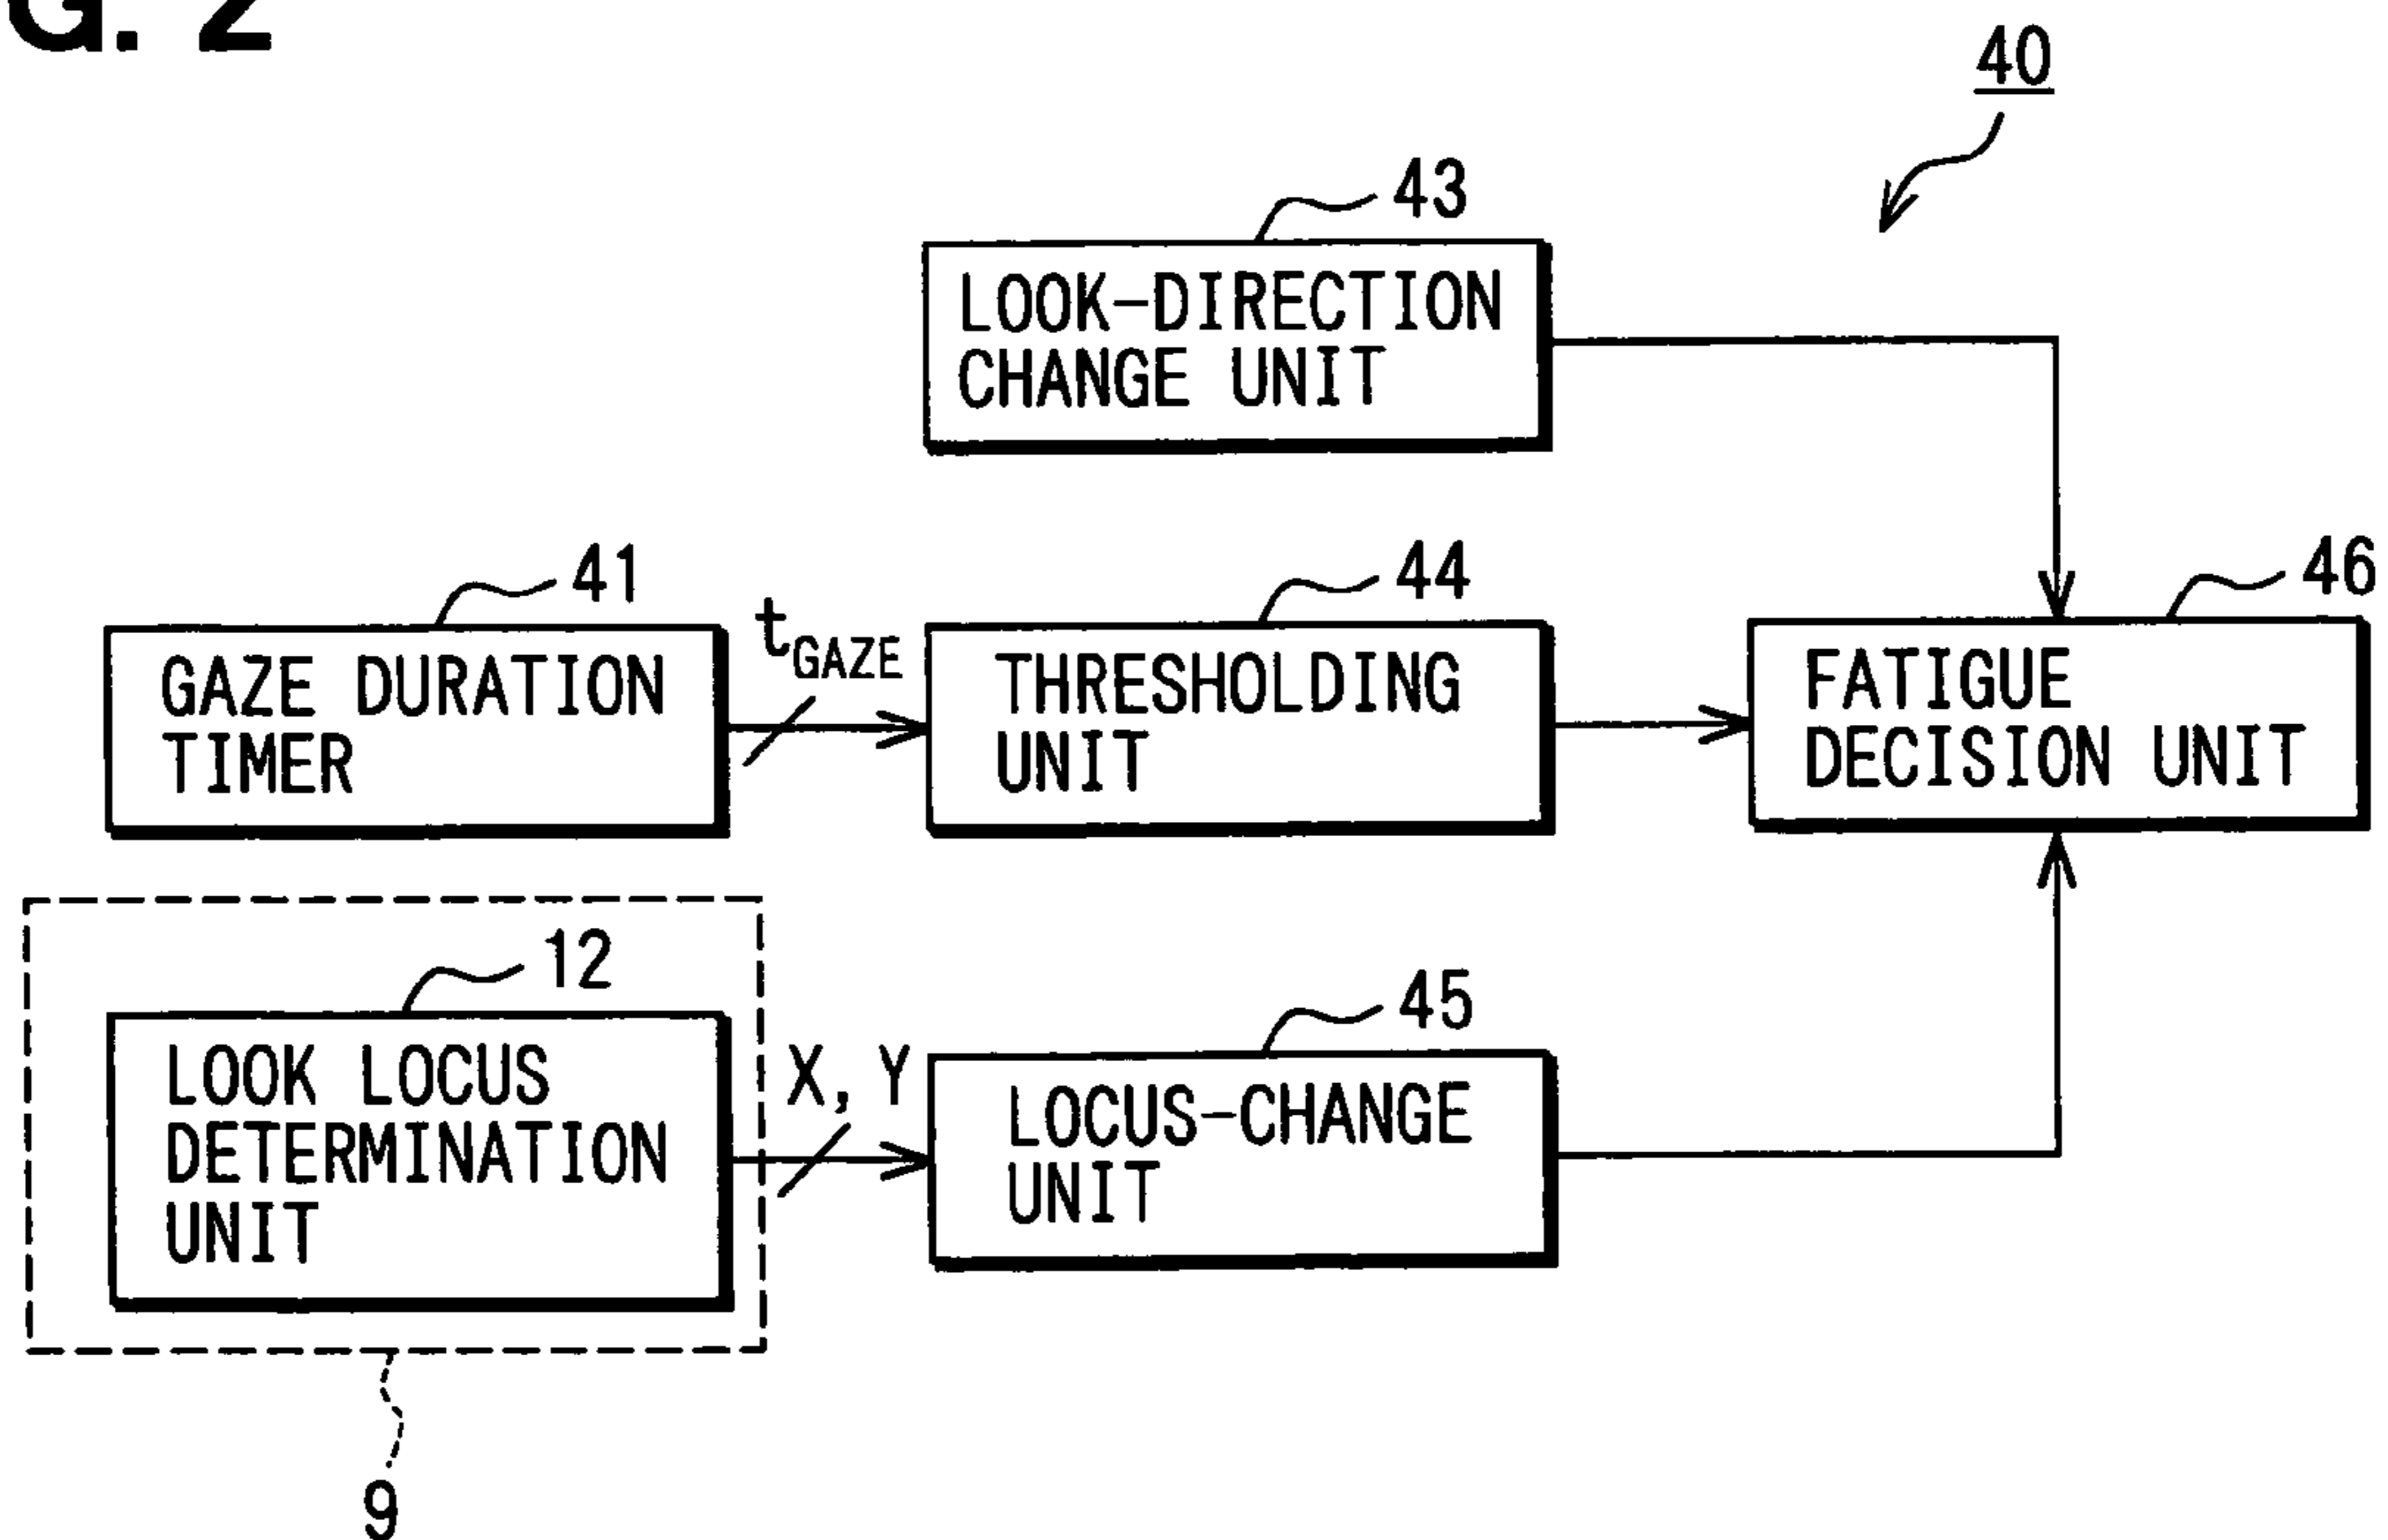 G. 2
40
43
LOOK-DIRECTION
CHANGE UNIT
41
GAZE DURATION
TIMER
tGAZE
44
THRESHOLDING
UNIT
46
FATIGUE
DECISION UNIT
12
LOOK LOCUS
DETERMINATION
UNIT
X, Y
45
LOCUS-CHANGE
UNIT
9